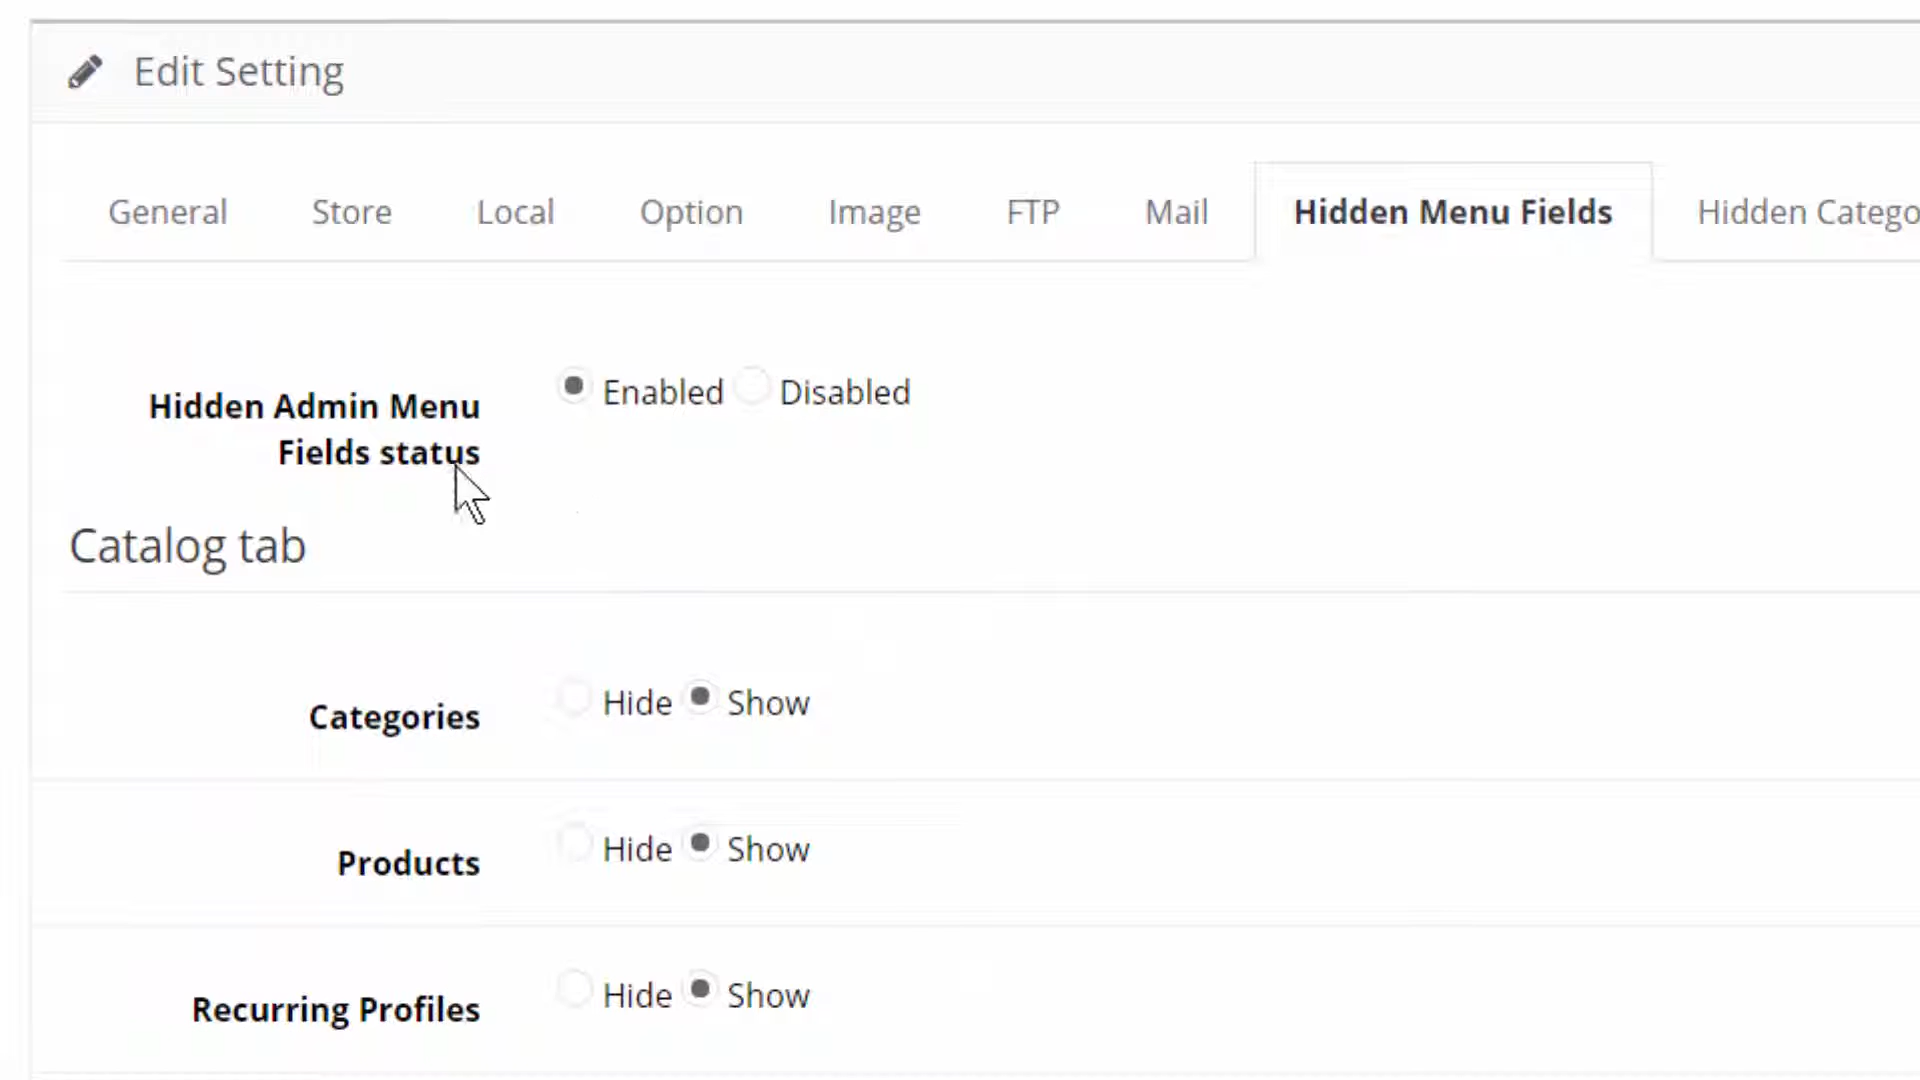 Edit Setting
General Store Local Option Image FTP Mail Hidden Menu Fields Hidden Catego
Hidden Admin Menu Fields status
Enabled Disabled
Catalog tab
Categories Hide Show
Products Hide Show
Recurring Profiles Hide Show